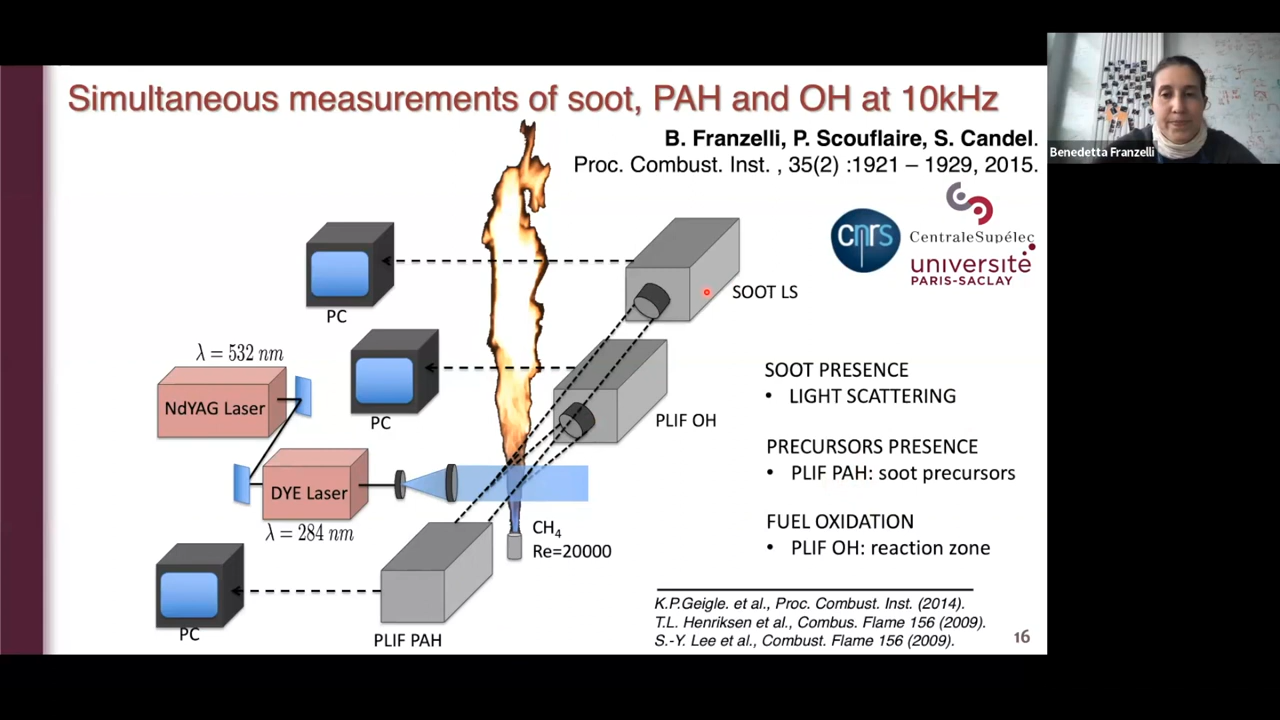 Simultaneous measurements of soot, PAH and OH at 10kHz
B. Franzelli, P. Scouflaire, S. Candel.
Proc. Combust. Inst. , 35(2) :1921 – 1929, 2015.
Benedetta Franzelli
cnrs
CentraleSupélec
université
PARIS-SACLAY
PC
SOOT LS
λ = 532 nm
NdYAG Laser
PC
PLIF OH
SOOT PRESENCE
• LIGHT SCATTERING
PRECURSORS PRESENCE
• PLIF PAH: soot precursors
FUEL OXIDATION
• PLIF OH: reaction zone
DYE Laser
λ = 284 nm
CH₄
Re=20000
PC
PLIF PAH
K.P.Geigle. et al., Proc. Combust. Inst. (2014).
T.L. Henriksen et al., Combus. Flame 156 (2009).
S.-Y. Lee et al., Combust. Flame 156 (2009).
16